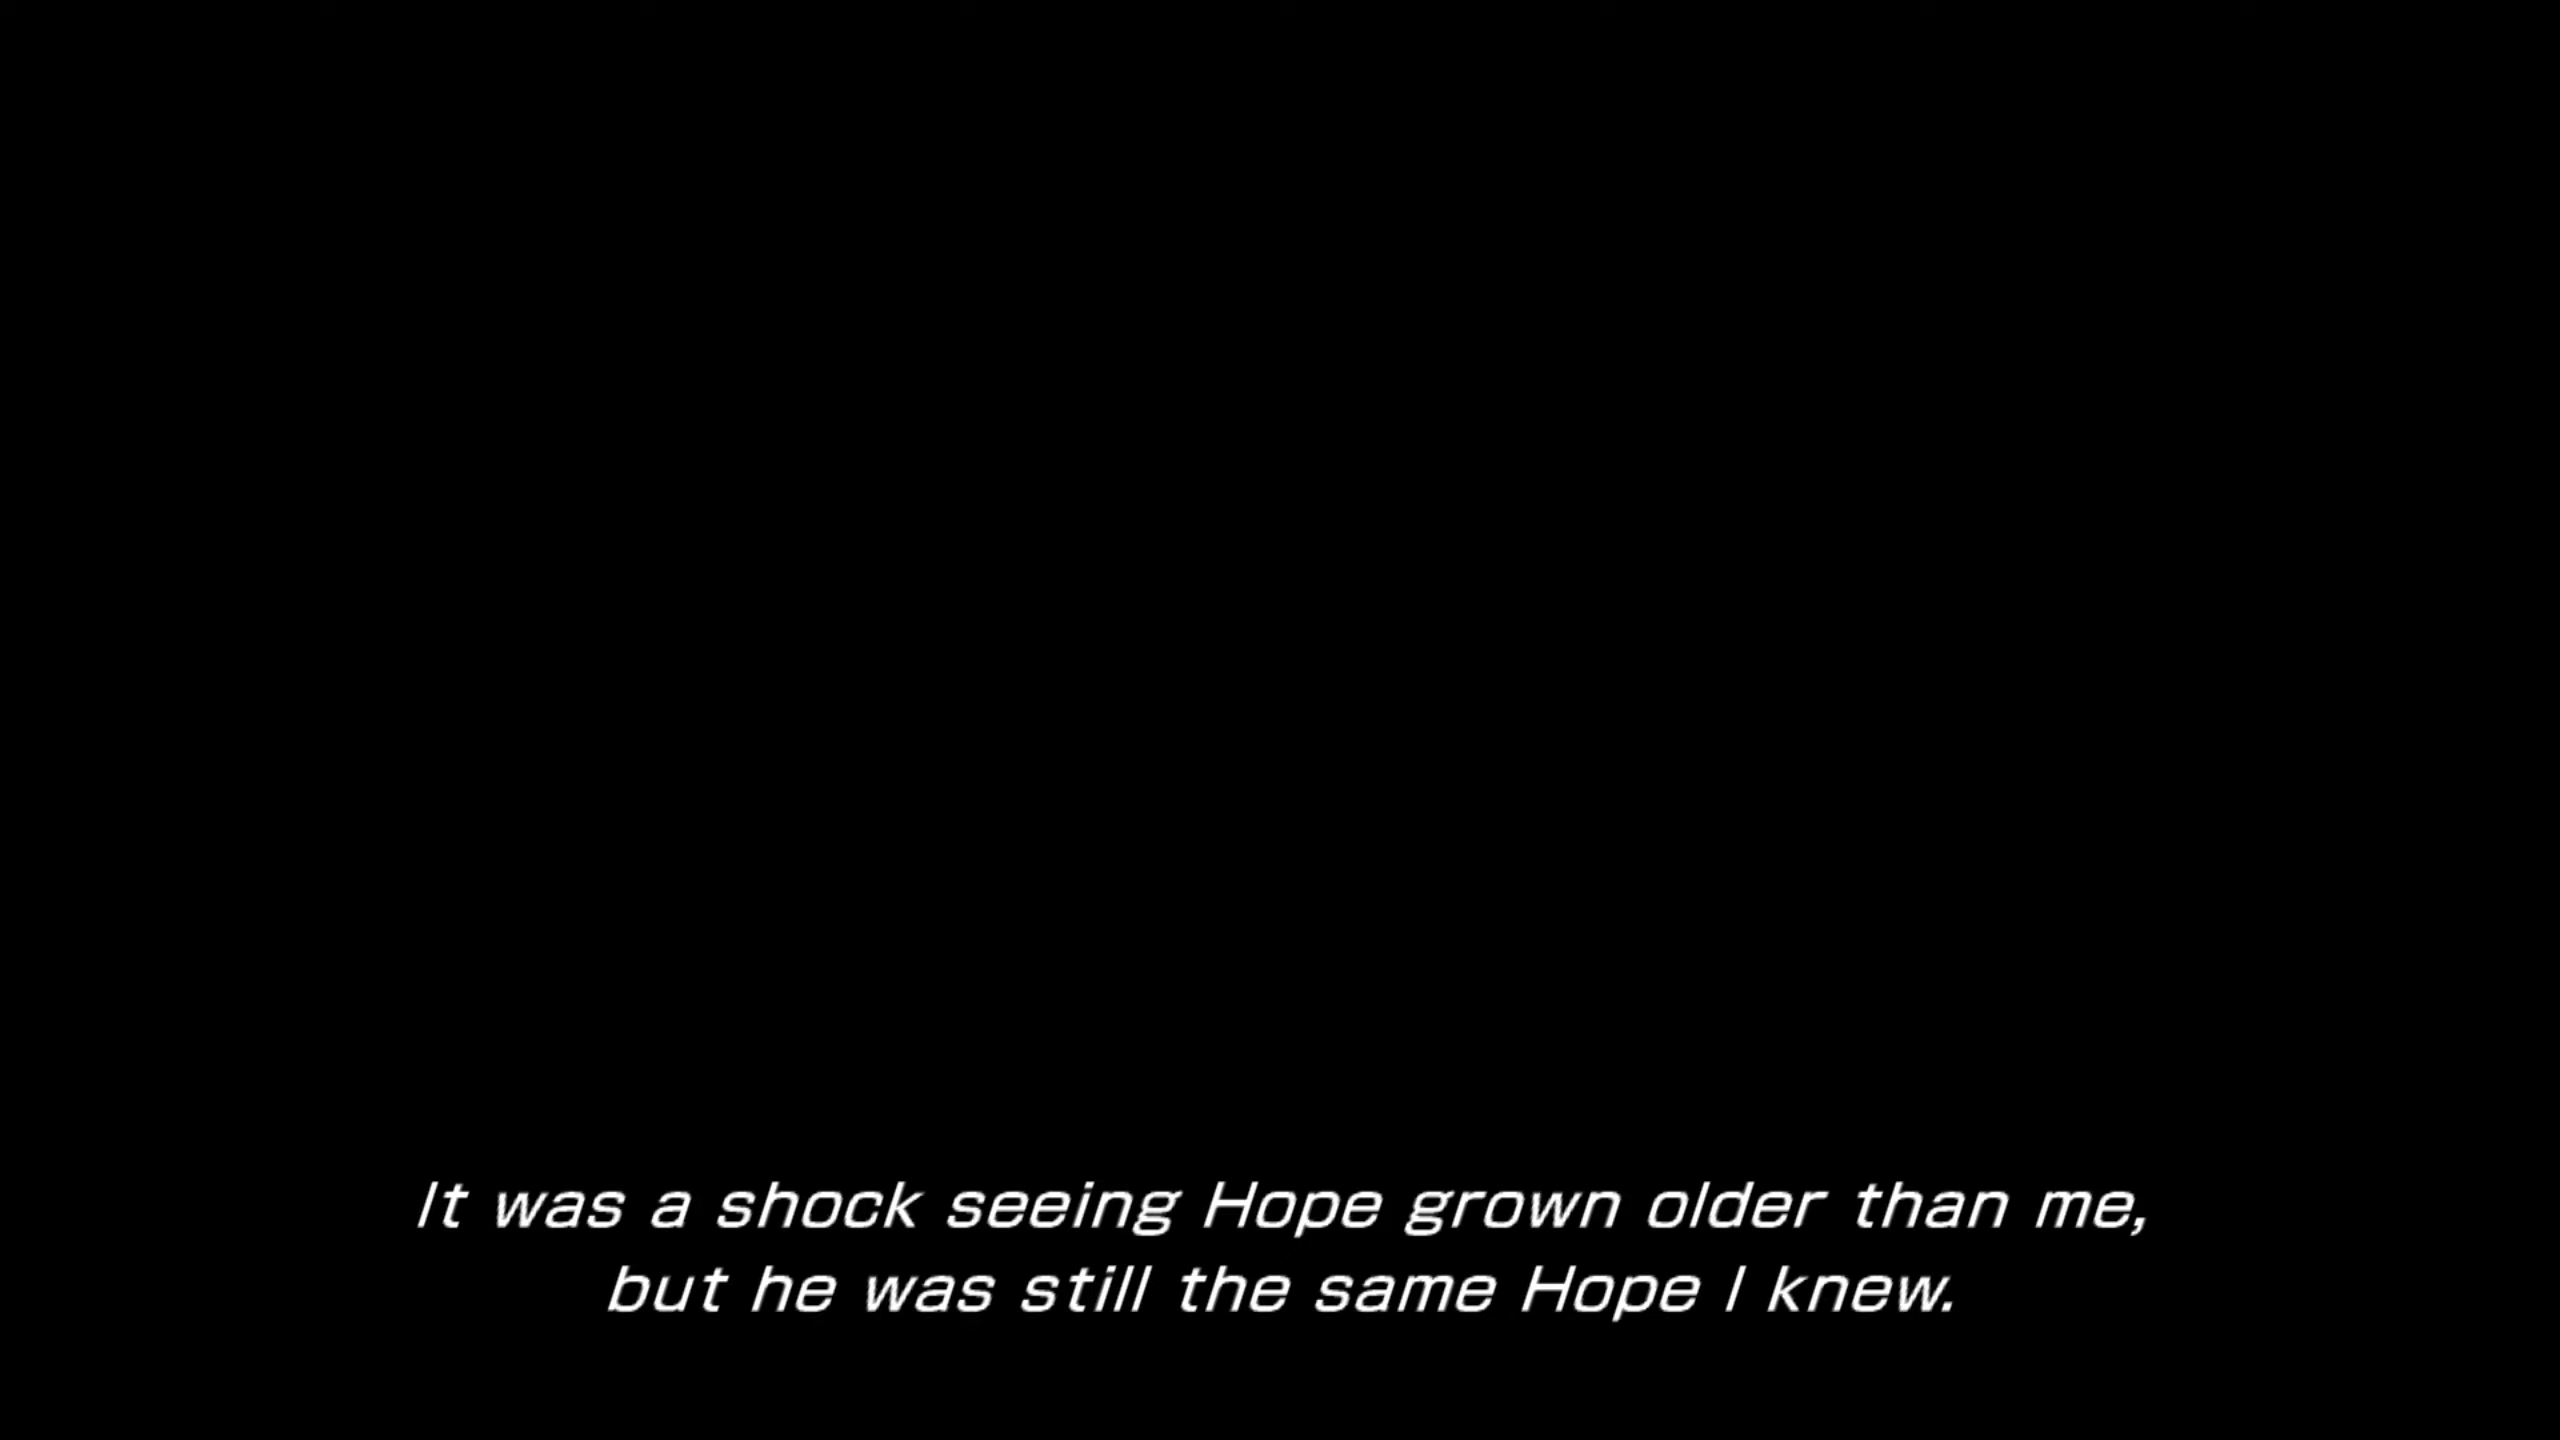 It was a shock seeing Hope grown older than me,
but he was still the same Hope I knew.